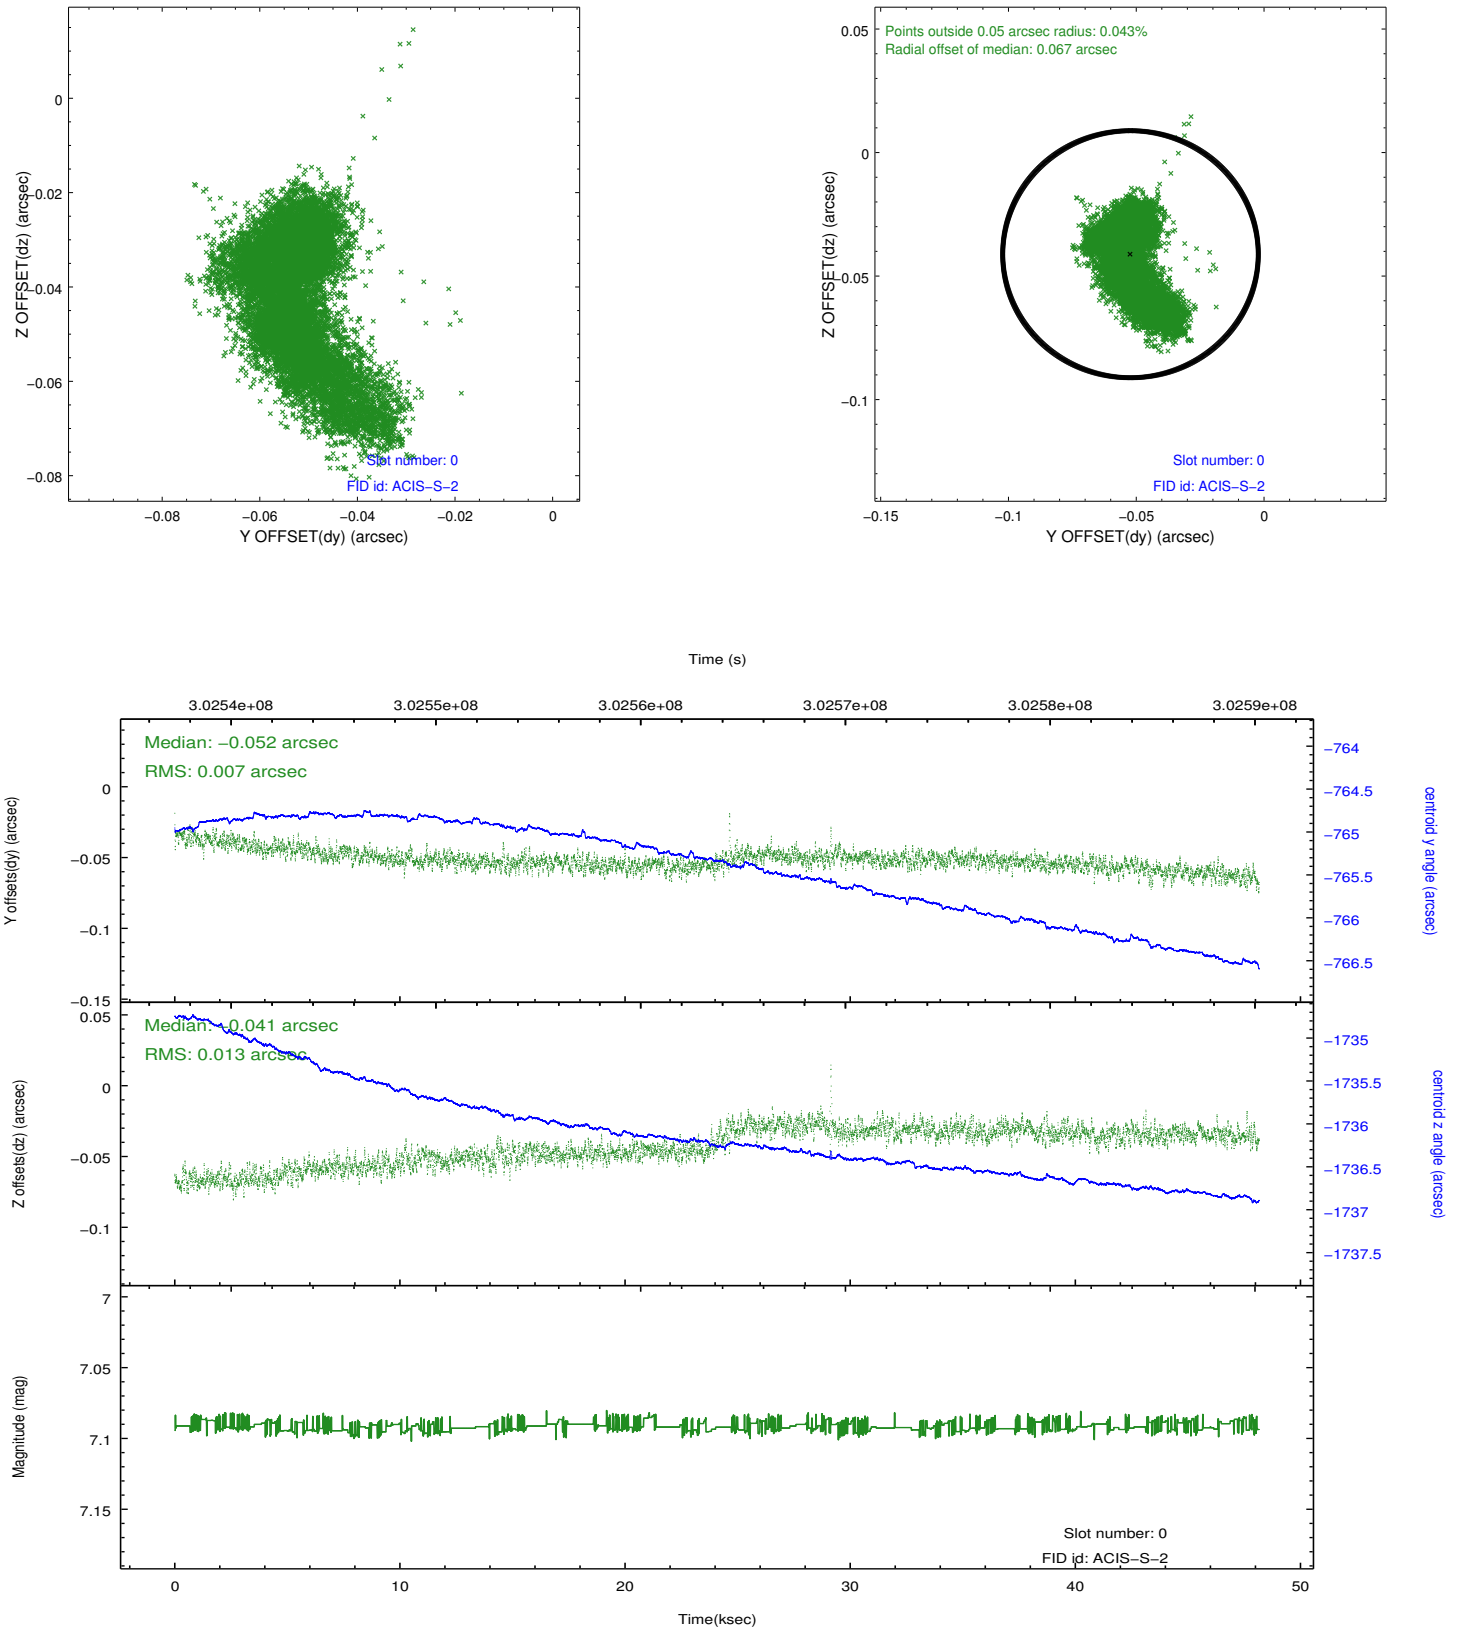 0
−0.02
−0.04
−0.06
−0.08
Z OFFSET(dz) (arcsec)
Slot number: 0
FID id: ACIS−S−2
−0.08 −0.06 −0.04 −0.02 0
Y OFFSET(dy) (arcsec)
Points outside 0.05 arcsec radius: 0.043%
Radial offset of median: 0.067 arcsec
0.05
0
−0.05
−0.1
Z OFFSET(dz) (arcsec)
Slot number: 0
FID id: ACIS−S−2
−0.15 −0.1 −0.05 0
Y OFFSET(dy) (arcsec)
Time (s)
3.0254e+08 3.0255e+08 3.0256e+08 3.0257e+08 3.0258e+08 3.0259e+08
Median: −0.052 arcsec
RMS: 0.007 arcsec
0
−0.05
−0.1
−0.15
Y offsets(dy) (arcsec)
−764
−764.5
−765
−765.5
−766
−766.5
centroid y angle (arcsec)
Median: −0.041 arcsec
RMS: 0.013 arcsec
0.05
0
−0.05
−0.1
Z offsets(dz) (arcsec)
−1735
−1735.5
−1736
−1736.5
−1737
−1737.5
centroid z angle (arcsec)
7
7.05
7.1
7.15
Magnitude (mag)
Slot number: 0
FID id: ACIS−S−2
0 10 20 30 40 50
Time(ksec)